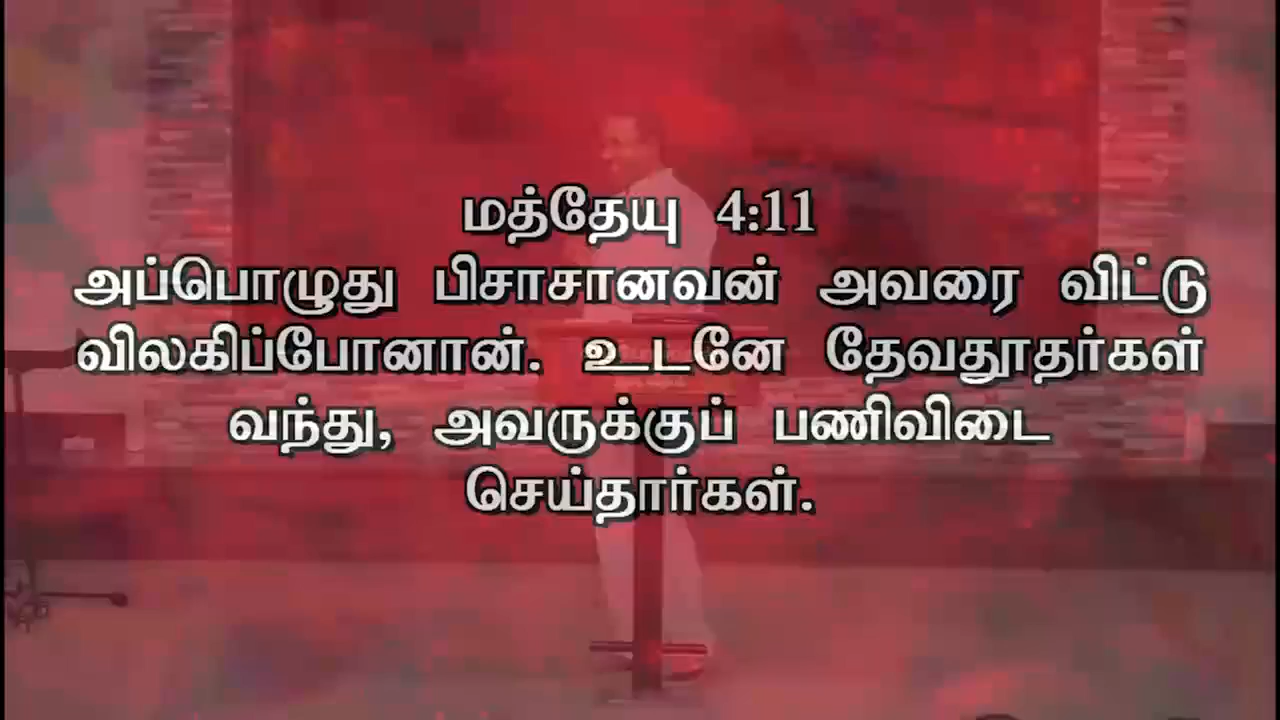 மத்தேயு 4:11
அப்பொழுது பிசாசானவன் அவரை விட்டு
விலகிப்போனான். உடனே தேவதூதர்கள்
வந்து, அவருக்குப் பணிவிடை
செய்தார்கள்.